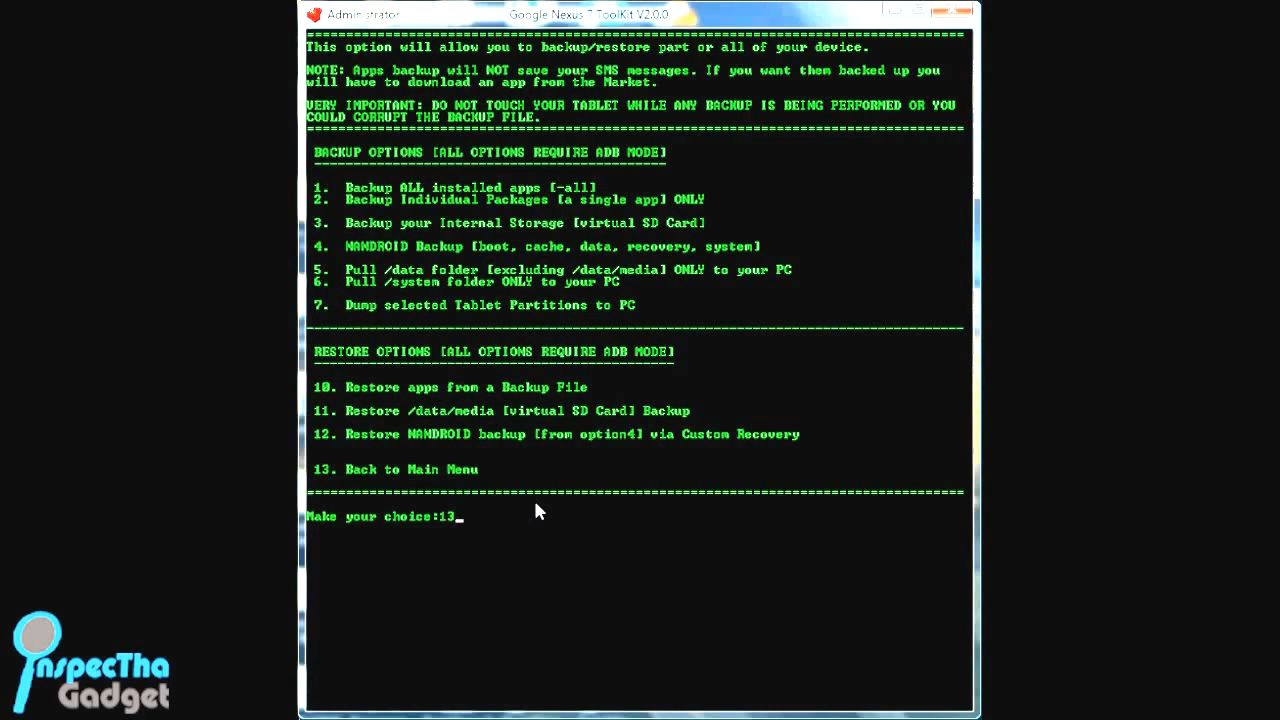 Administrator: Google Nexus 7 ToolKit V2.0.0
=====================================================================================
This option will allow you to backup/restore part or all of your device.
NOTE: Apps backup will NOT save your SMS messages. If you want them backed up you
will have to download an app from the Market.
VERY IMPORTANT: DO NOT TOUCH YOUR TABLET WHILE ANY BACKUP IS BEING PERFORMED OR YOU
COULD CORRUPT THE BACKUP FILE.
=====================================================================================
BACKUP OPTIONS [ALL OPTIONS REQUIRE ADB MODE]
---------------------------------------------
1. Backup ALL installed apps [-all]
2. Backup Individual Packages [a single app] ONLY
3. Backup your Internal Storage [virtual SD Card]
4. NANDROID Backup [boot, cache, data, recovery, system]
5. Pull /data folder [excluding /data/media] ONLY to your PC
6. Pull /system folder ONLY to your PC
7. Dump selected Tablet Partitions to PC
-------------------------------------------------------------------------------------
RESTORE OPTIONS [ALL OPTIONS REQUIRE ADB MODE]
----------------------------------------------
10. Restore apps from a Backup File
11. Restore /data/media [virtual SD Card] Backup
12. Restore NANDROID backup [from option4] via Custom Recovery
13. Back to Main Menu
=====================================================================================
Make your choice:13_
InspecTha
Gadget